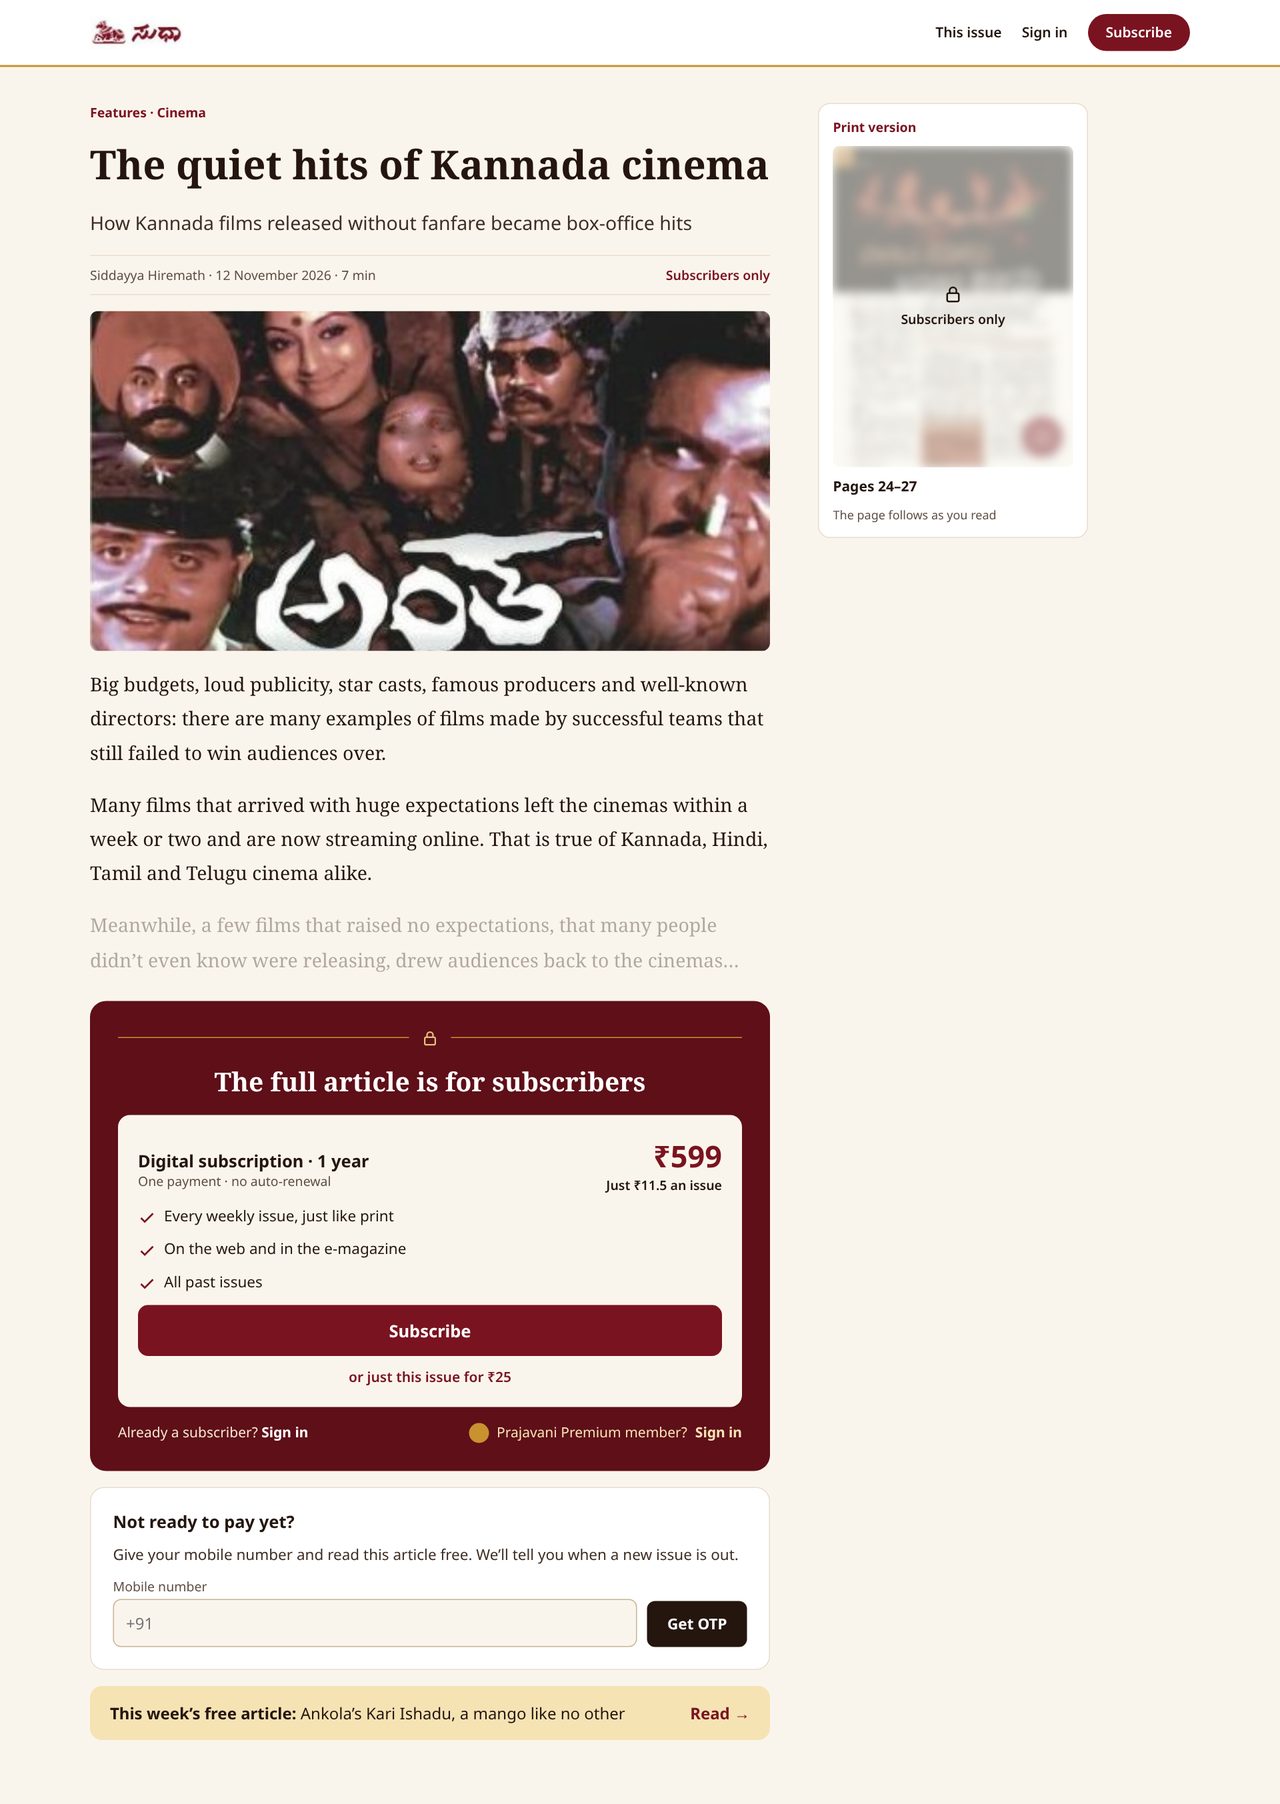 ಸುಧಾ
This issue
Sign in
Subscribe
Features · Cinema
The quiet hits of Kannada cinema
How Kannada films released without fanfare became box-office hits
Siddayya Hiremath · 12 November 2026 · 7 min
Subscribers only
ಅಂತ
Big budgets, loud publicity, star casts, famous producers and well-known
directors: there are many examples of films made by successful teams that
still failed to win audiences over.
Many films that arrived with huge expectations left the cinemas within a
week or two and are now streaming online. That is true of Kannada, Hindi,
Tamil and Telugu cinema alike.
Meanwhile, a few films that raised no expectations, that many people
didn’t even know were releasing, drew audiences back to the cinemas…
The full article is for subscribers
Digital subscription · 1 year
₹599
One payment · no auto-renewal
Just ₹11.5 an issue
Every weekly issue, just like print
On the web and in the e-magazine
All past issues
Subscribe
or just this issue for ₹25
Already a subscriber? Sign in
Prajavani Premium member? Sign in
Not ready to pay yet?
Give your mobile number and read this article free. We’ll tell you when a new issue is out.
Mobile number
+91
Get OTP
This week’s free article: Ankola’s Kari Ishadu, a mango like no other
Read →
Print version
Subscribers only
Pages 24–27
The page follows as you read